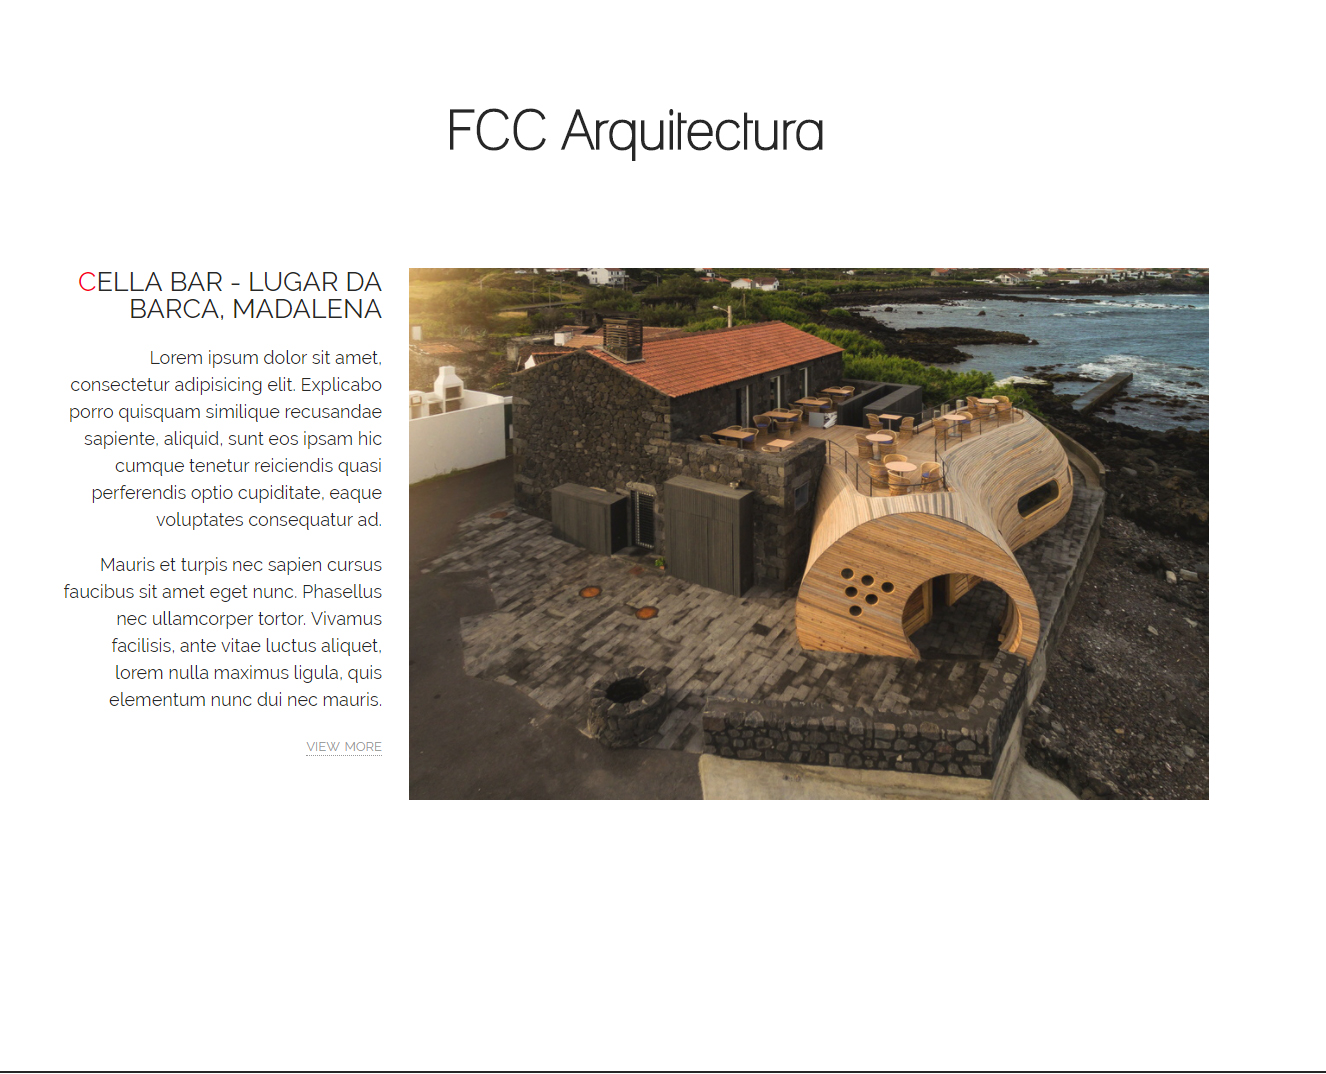 FCC Arquitectura
CELLA BAR - LUGAR DA
BARCA, MADALENA
Lorem ipsum dolor sit amet,
consectetur adipisicing elit. Explicabo
porro quisquam similique recusandae
sapiente, aliquid, sunt eos ipsam hic
cumque tenetur reiciendis quasi
perferendis optio cupiditate, eaque
voluptates consequatur ad.
Mauris et turpis nec sapien cursus
faucibus sit amet eget nunc. Phasellus
nec ullamcorper tortor. Vivamus
facilisis, ante vitae luctus aliquet,
lorem nulla maximus ligula, quis
elementum nunc dui nec mauris.
VIEW MORE